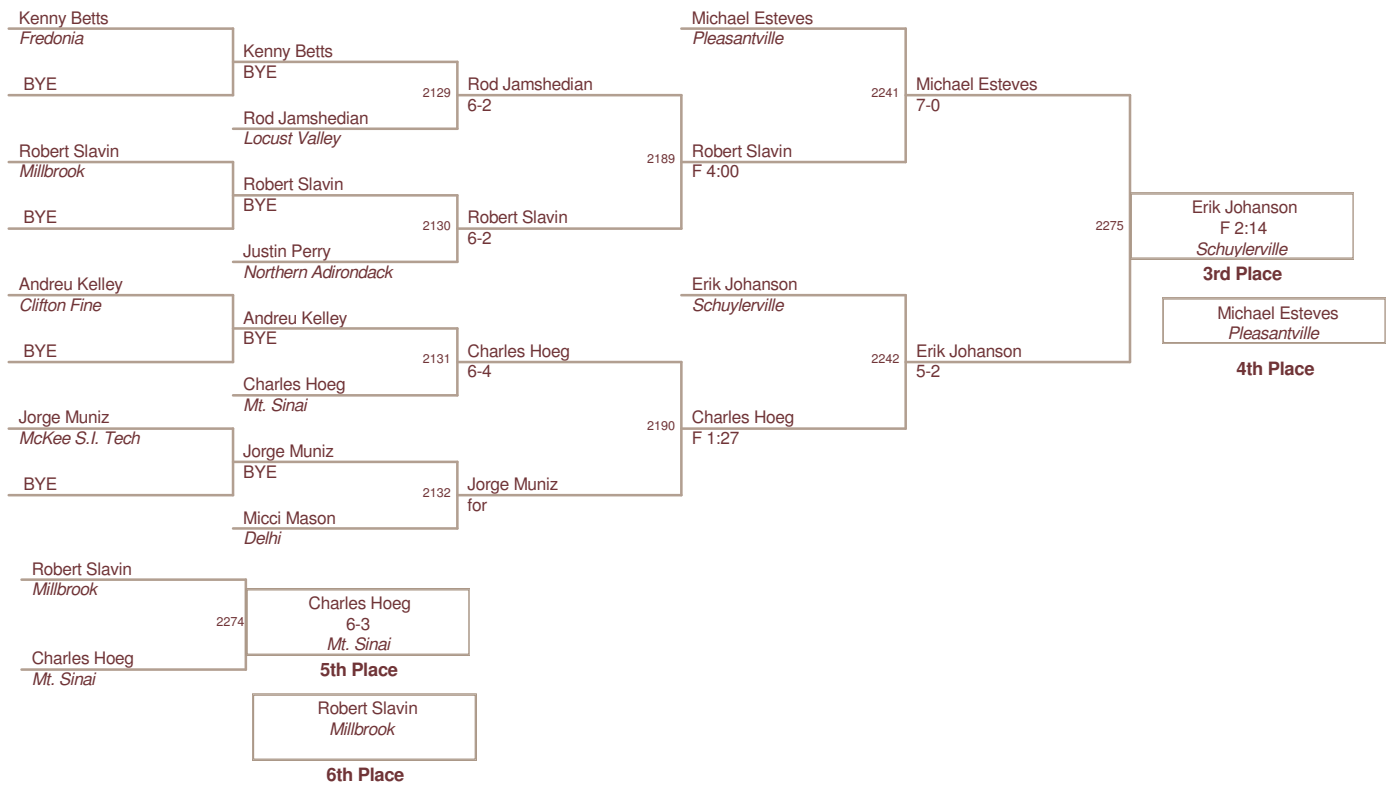 Kenny Betts
Fredonia
BYE
Robert Slavin
Millbrook
BYE
Andreu Kelley
Clifton Fine
BYE
Jorge Muniz
McKee S.I. Tech
BYE
Kenny Betts
BYE
2129
Rod Jamshedian
Locust Valley
Robert Slavin
BYE
2130
Justin Perry
Northern Adirondack
Andreu Kelley
BYE
2131
Charles Hoeg
Mt. Sinai
Jorge Muniz
BYE
2132
Micci Mason
Delhi
Rod Jamshedian
6-2
2189
Robert Slavin
6-2
Charles Hoeg
6-4
2190
Jorge Muniz
for
Michael Esteves
Pleasantville
2241
Robert Slavin
F 4:00
Erik Johanson
Schuylerville
2242
Charles Hoeg
F 1:27
Michael Esteves
7-0
2275
Erik Johanson
5-2
Erik Johanson
F 2:14
Schuylerville
3rd Place
Michael Esteves
Pleasantville
4th Place
Robert Slavin
Millbrook
2274
Charles Hoeg
Mt. Sinai
Charles Hoeg
6-3
Mt. Sinai
5th Place
Robert Slavin
Millbrook
6th Place